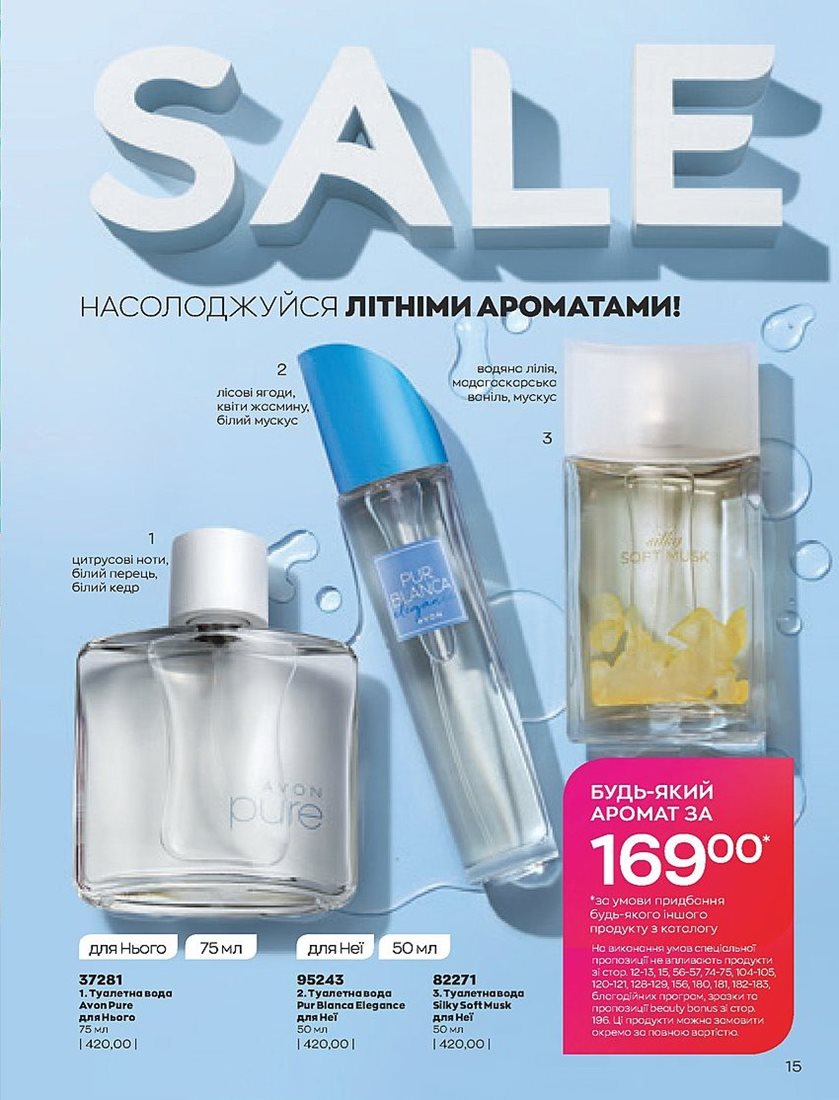 SALE
НАСОЛОДЖУЙСЯ ЛІТНІМИ АРОМАТАМИ!
2
лісові ягоди,
квіти жасмину,
білий мускус
водяна лілія,
мадагаскарська
ваніль, мускус
3
1
цитрусові ноти,
білий перець,
білий кедр
PUR
BLANCA
elegance
AVON
silky
SOFT MUSK
AVON
pure
БУДЬ-ЯКИЙ
АРОМАТ ЗА
169⁰⁰*
*за умови придбання
будь-якого іншого
продукту з каталогу
На виконання умов спеціальної
пропозиції не впливають продукти
зі стор. 12-13, 15, 56-57, 74-75, 104-105,
120-121, 128-129, 156, 180, 181, 182-183,
благодійних програм, зразки та
пропозиції beauty bonus зі стор.
196. Ці продукти можна замовити
окремо за повною вартістю.
для Нього
75 мл
для Неї
50 мл
37281
1. Туалетна вода
Avon Pure
для Нього
75 мл
| 420,00 |
95243
2. Туалетна вода
Pur Blanca Elegance
для Неї
50 мл
| 420,00 |
82271
3. Туалетна вода
Silky Soft Musk
для Неї
50 мл
| 420,00 |
15